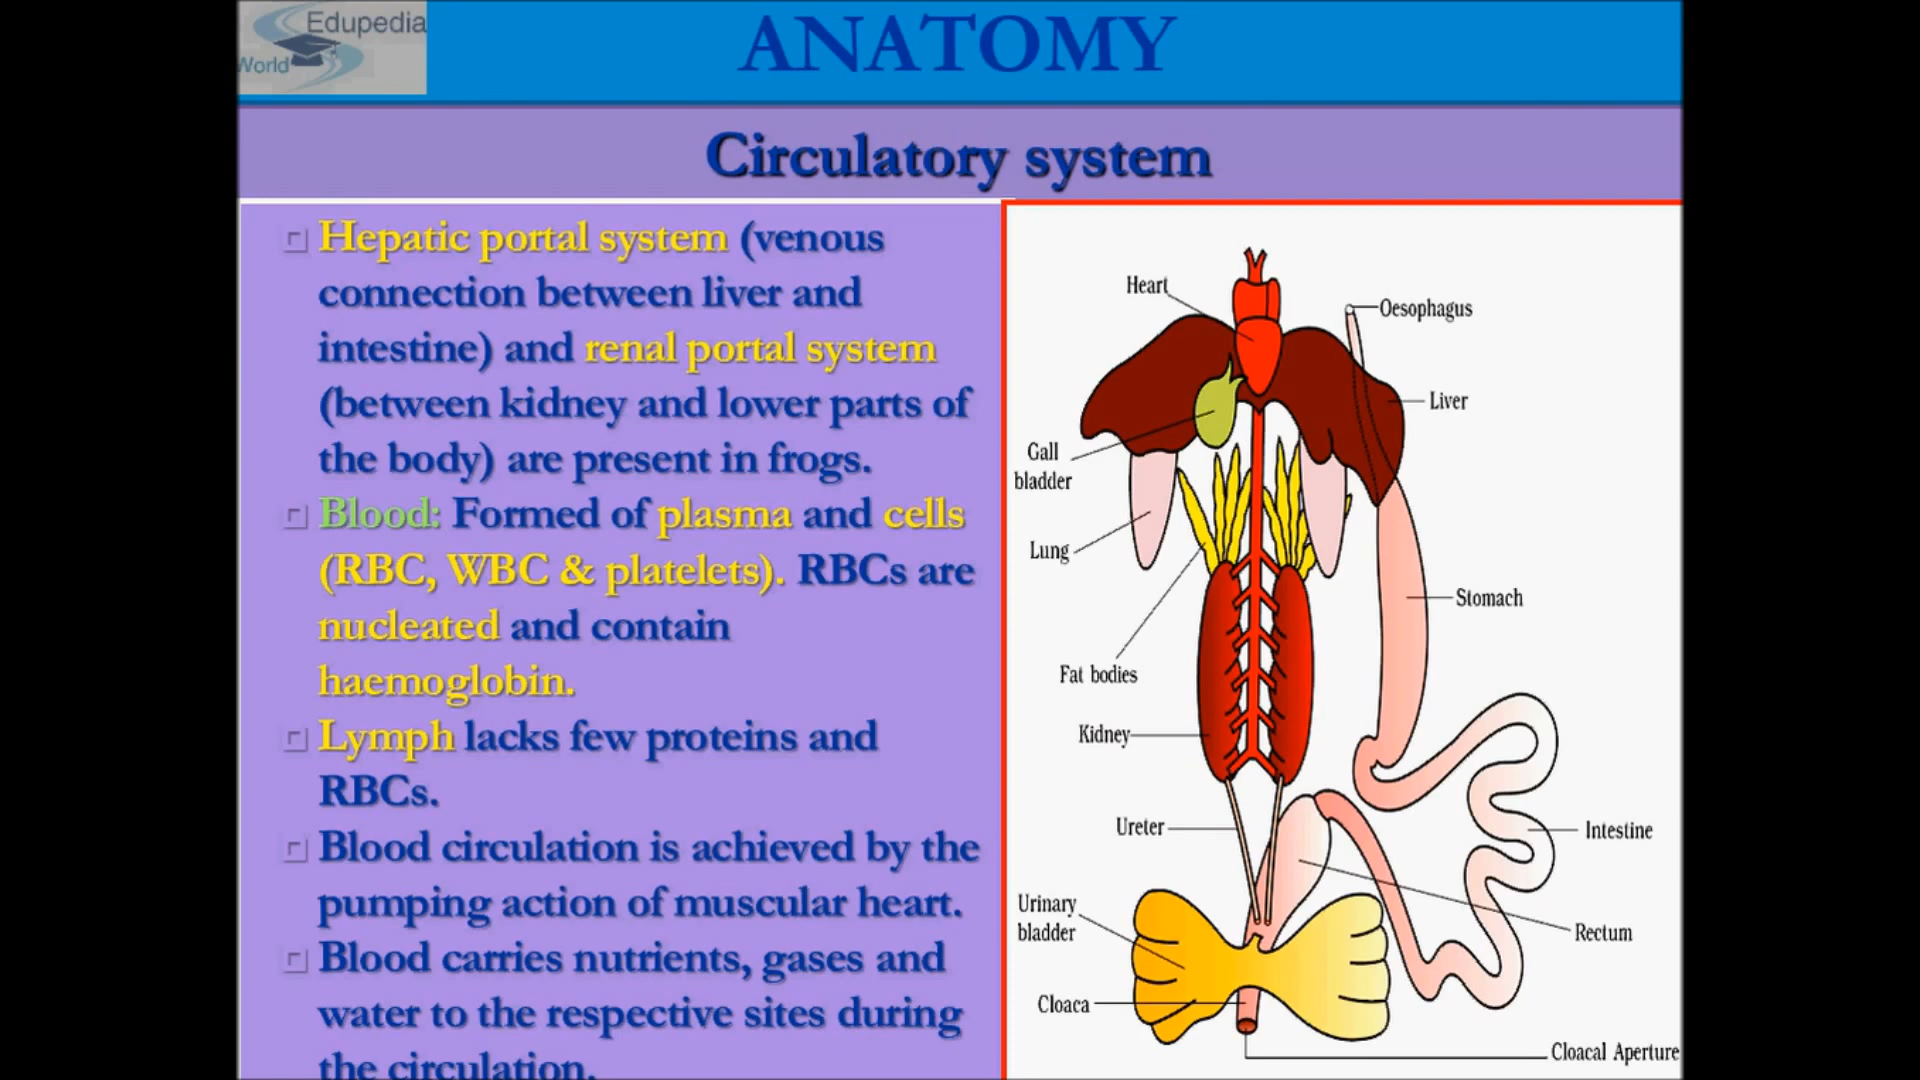 Edupedia
World
ANATOMY
Circulatory system
Hepatic portal system (venous
connection between liver and
intestine) and renal portal system
(between kidney and lower parts of
the body) are present in frogs.
Blood: Formed of plasma and cells
(RBC, WBC & platelets). RBCs are
nucleated and contain
haemoglobin.
Lymph lacks few proteins and
RBCs.
Blood circulation is achieved by the
pumping action of muscular heart.
Blood carries nutrients, gases and
water to the respective sites during
the circulation.
Heart
Oesophagus
Liver
Gall
bladder
Lung
Stomach
Fat bodies
Kidney
Ureter
Intestine
Urinary
bladder
Rectum
Cloaca
Cloacal Aperture